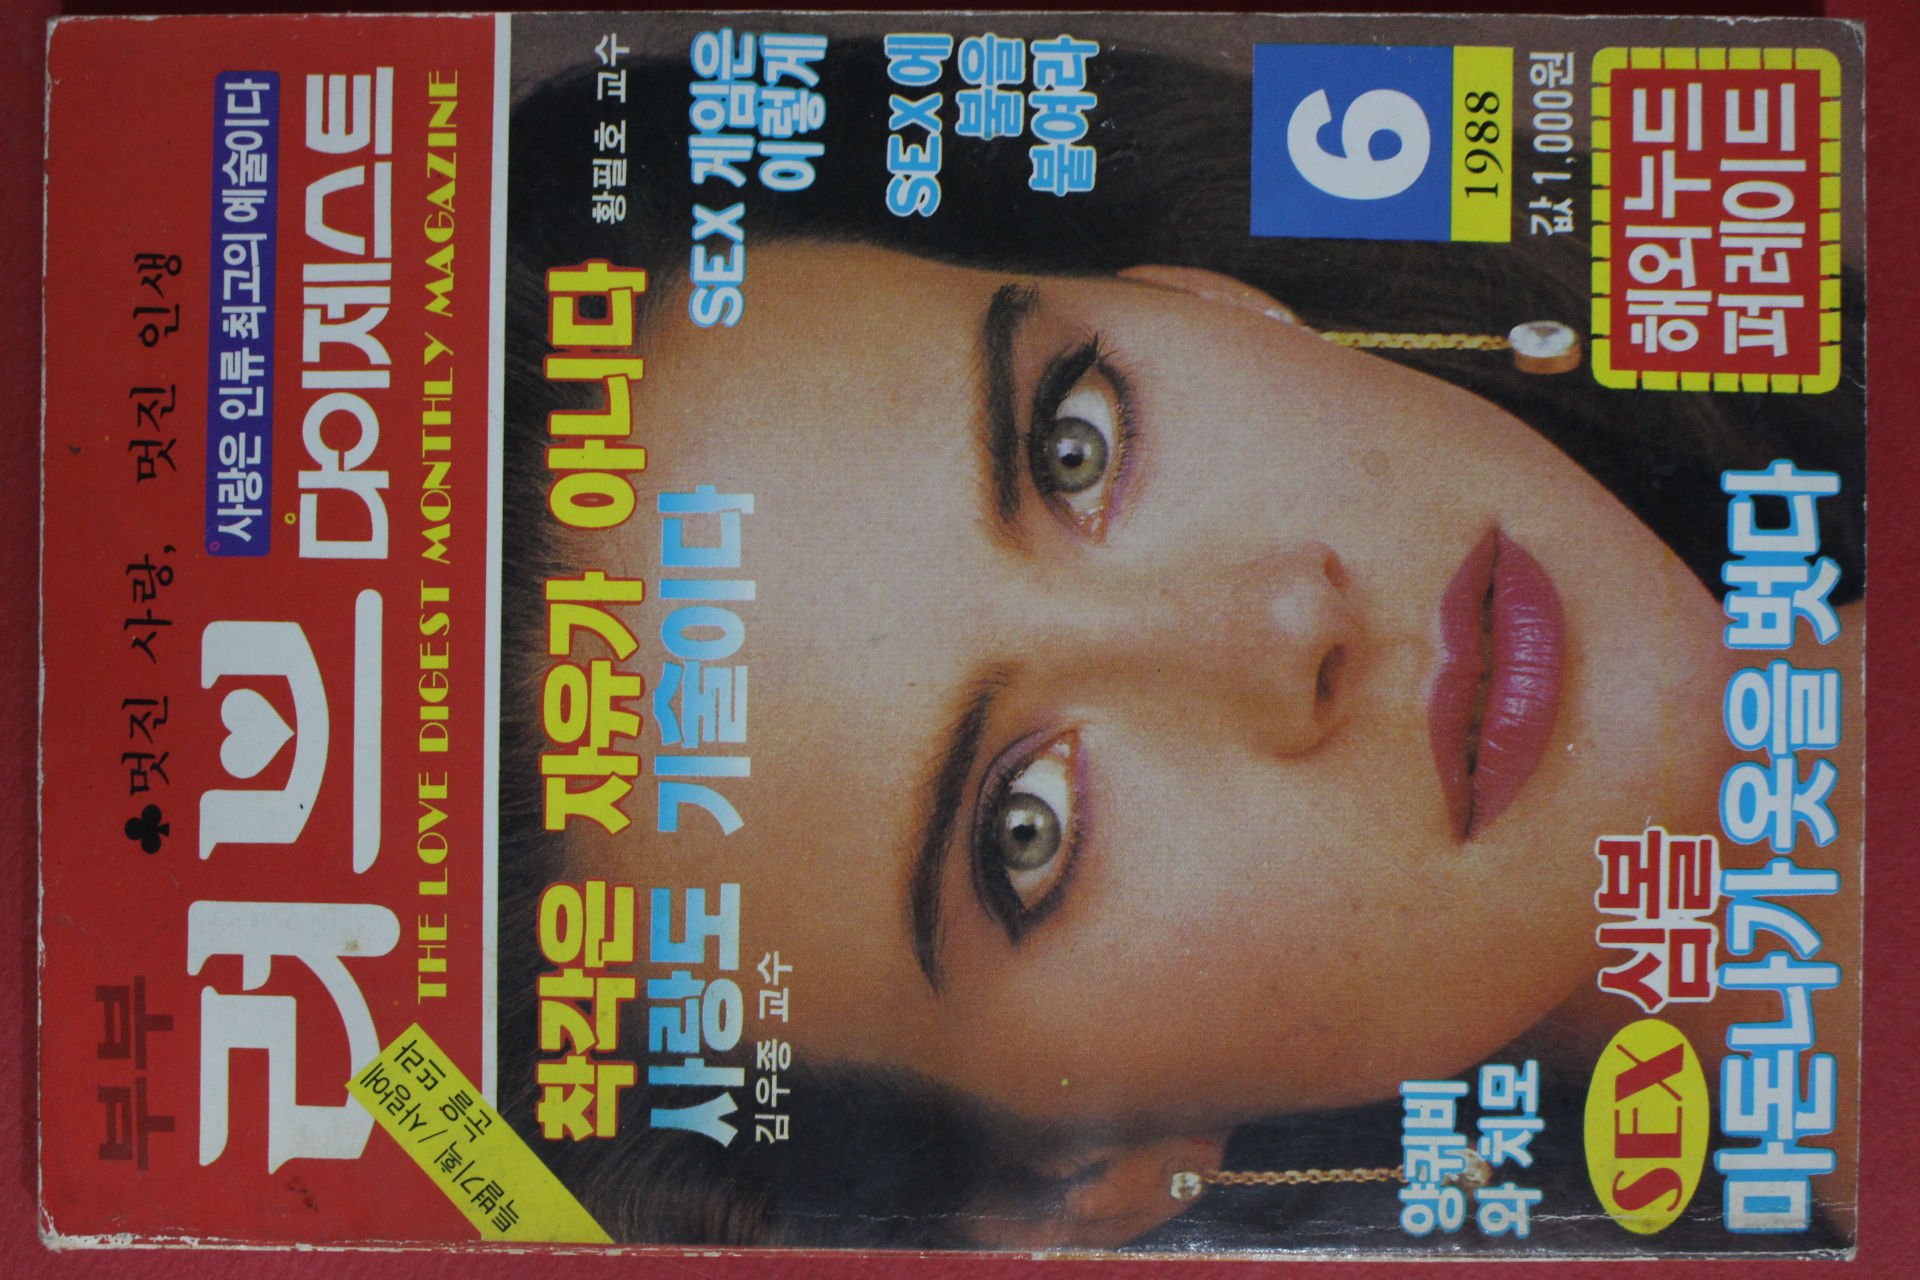 ♣멋진 사랑, 멋진 인생
부부
사랑은 인류 최고의 예술이다
러브 다이제스트
THE LOVE DIGEST MONTHLY MAGAZINE
특별기획/사랑에
눈을 떠라
착각은 자유가 아니다
황필호 교수
사랑도 기술이다
김우종 교수
SEX 게임은
이렇게
SEX에
불을
붙여라
6
1988
값 1,000원
해외누드
퍼레이드
양귀비
와 치모
SEX 심볼
마돈나가 옷을 벗다